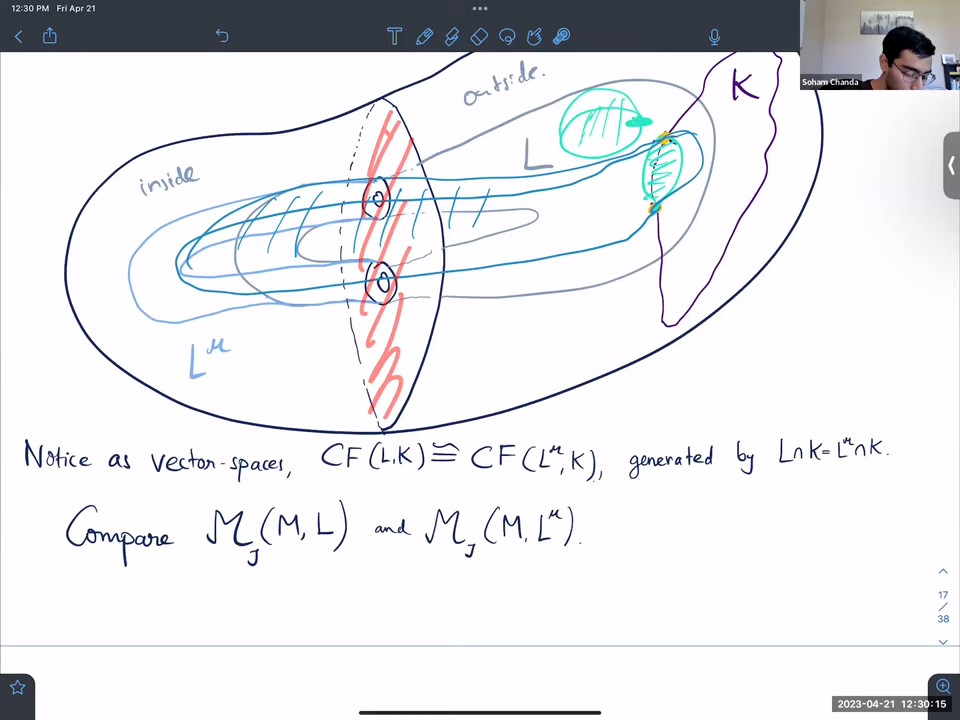 12:30 PM Fri Apr 21
Soham Chanda
outside.
K
inside
L
L^μ
Notice as vector-spaces, CF(L,K) ≅ CF(L^μ,K), generated by L∩K = L^μ∩K.
Compare M_J(M, L) and M_J(M, L^μ).
17
/
38
2023-04-21 12:30:15